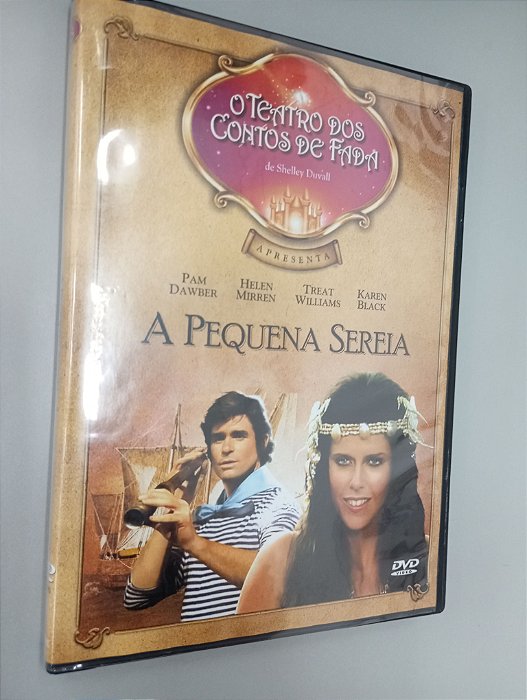 O TEATRO DOS
CONTOS DE FADA
de Shelley Duvall
APRESENTA
PAM DAWBER
HELEN MIRREN
TREAT WILLIAMS
KAREN BLACK
A PEQUENA SEREIA
DVD
VIDEO